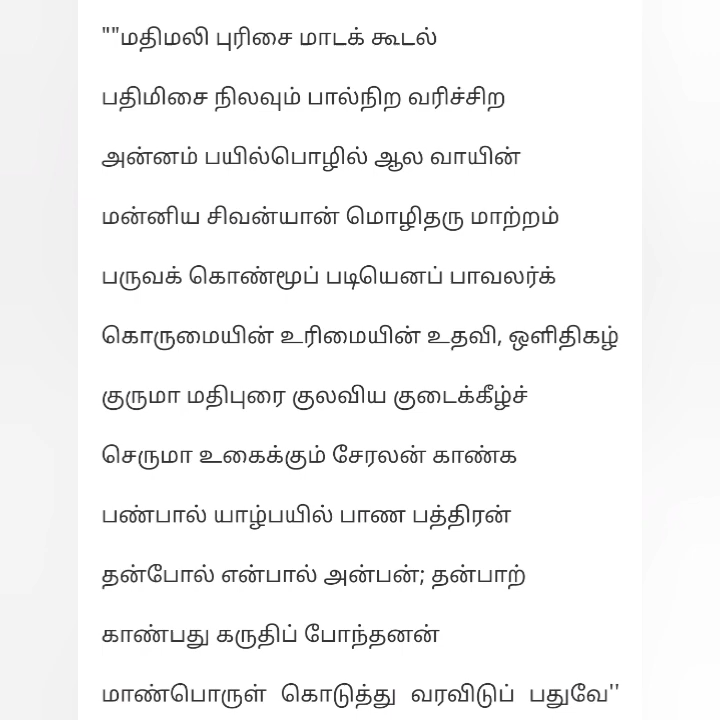 ""மதிமலி புரிசை மாடக் கூடல்
பதிமிசை நிலவும் பால்நிற வரிச்சிற
அன்னம் பயில்பொழில் ஆல வாயின்
மன்னிய சிவன்யான் மொழிதரு மாற்றம்
பருவக் கொண்மூப் படியெனப் பாவலர்க்
கொருமையின் உரிமையின் உதவி, ஒளிதிகழ்
குருமா மதிபுரை குலவிய குடைக்கீழ்ச்
செருமா உகைக்கும் சேரலன் காண்க
பண்பால் யாழ்பயில் பாண பத்திரன்
தன்போல் என்பால் அன்பன்; தன்பாற்
காண்பது கருதிப் போந்தனன்
மாண்பொருள் கொடுத்து வரவிடுப் பதுவே''